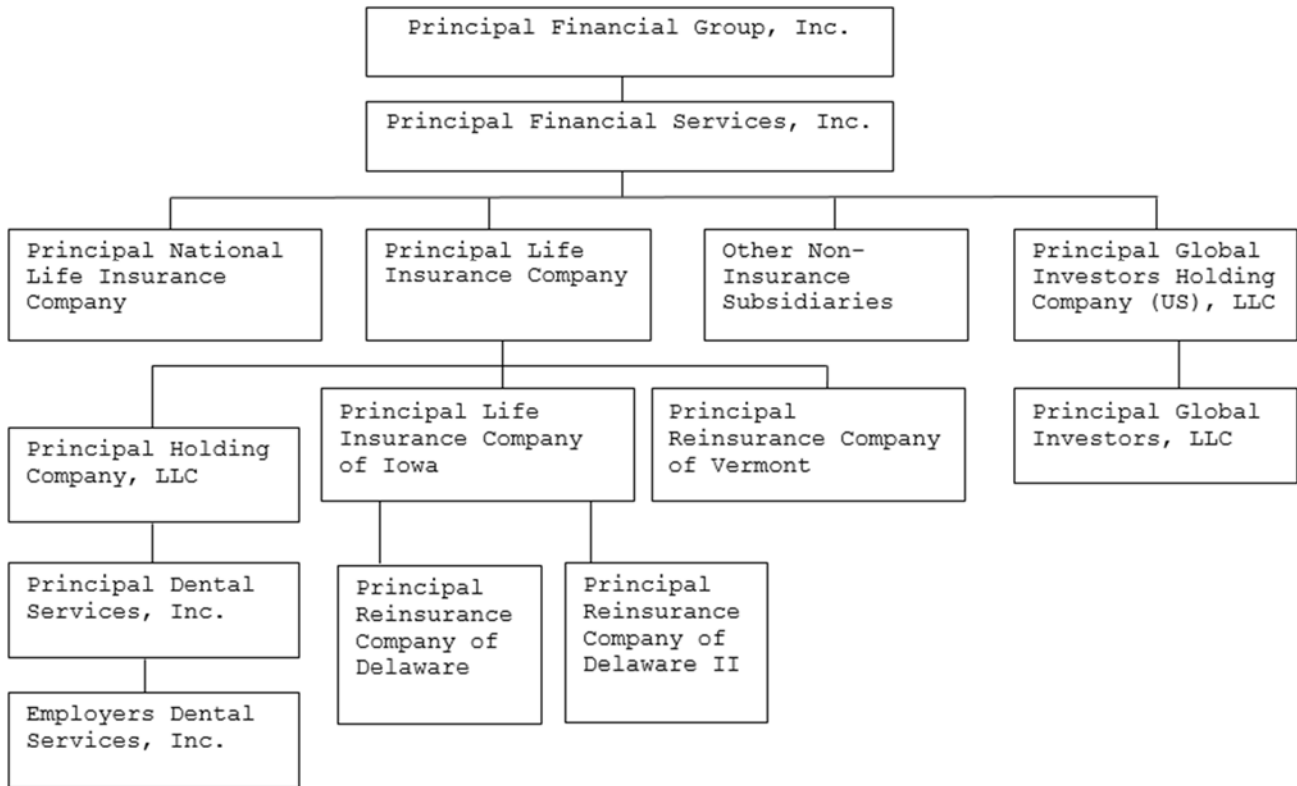 Principal Financial Group, Inc.
Principal Financial Services, Inc.
Principal National
Life Insurance
Company
Principal Life
Insurance Company
Other Non-
Insurance
Subsidiaries
Principal Global
Investors Holding
Company (US), LLC
Principal Holding
Company, LLC
Principal Life
Insurance Company
of Iowa
Principal
Reinsurance Company
of Vermont
Principal Global
Investors, LLC
Principal Dental
Services, Inc.
Principal
Reinsurance
Company of
Delaware
Principal
Reinsurance
Company of
Delaware II
Employers Dental
Services, Inc.